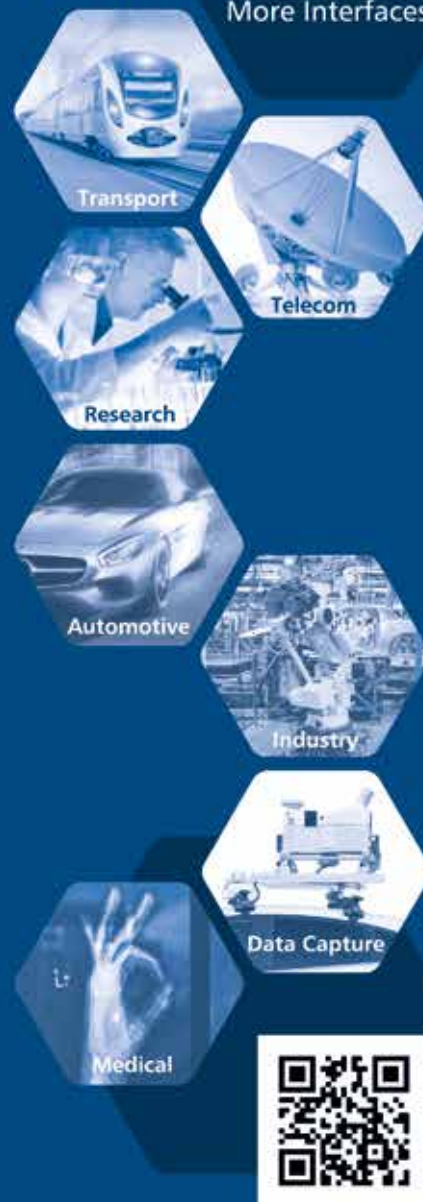 More Interfaces
Transport
Telecom
Research
Automotive
Industry
Data Capture
Medical